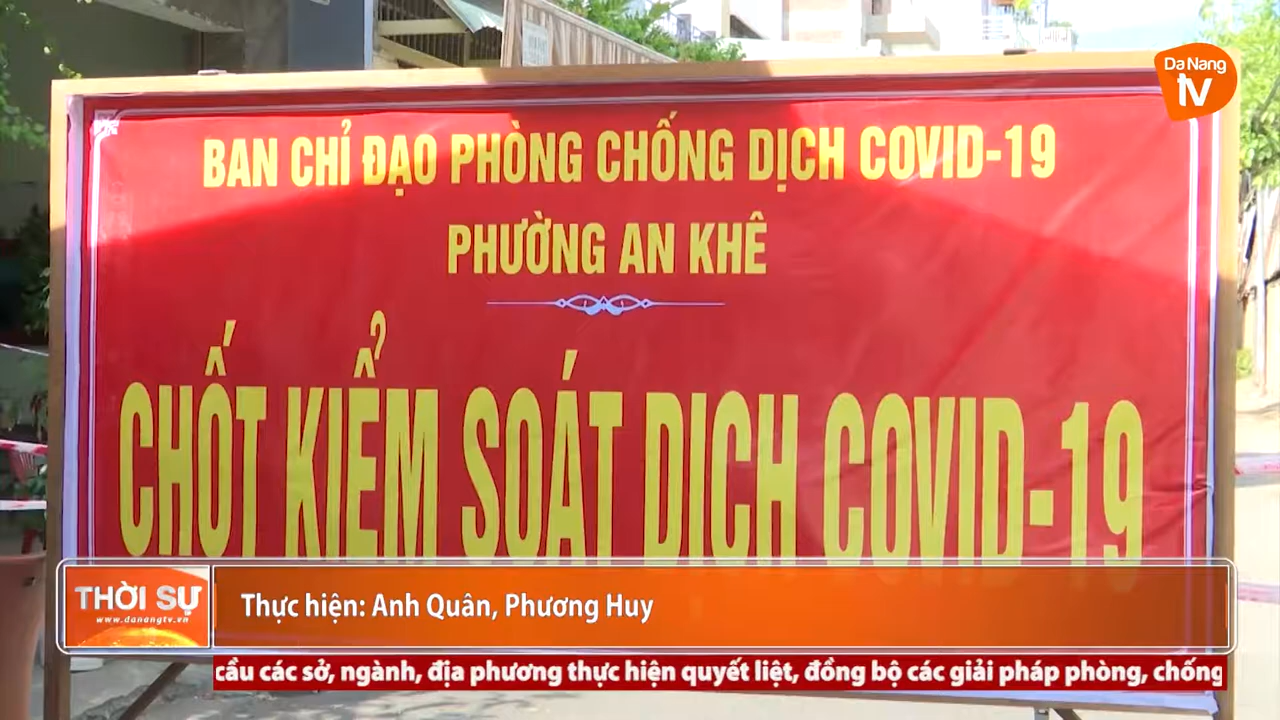 Da Nang
tv
BAN CHỈ ĐẠO PHÒNG CHỐNG DỊCH COVID-19
PHƯỜNG AN KHÊ
CHỐT KIỂM SOÁT DỊCH COVID-19
THỜI SỰ
www.danangtv.vn
Thực hiện: Anh Quân, Phương Huy
cầu các sở, ngành, địa phương thực hiện quyết liệt, đồng bộ các giải pháp phòng, chống